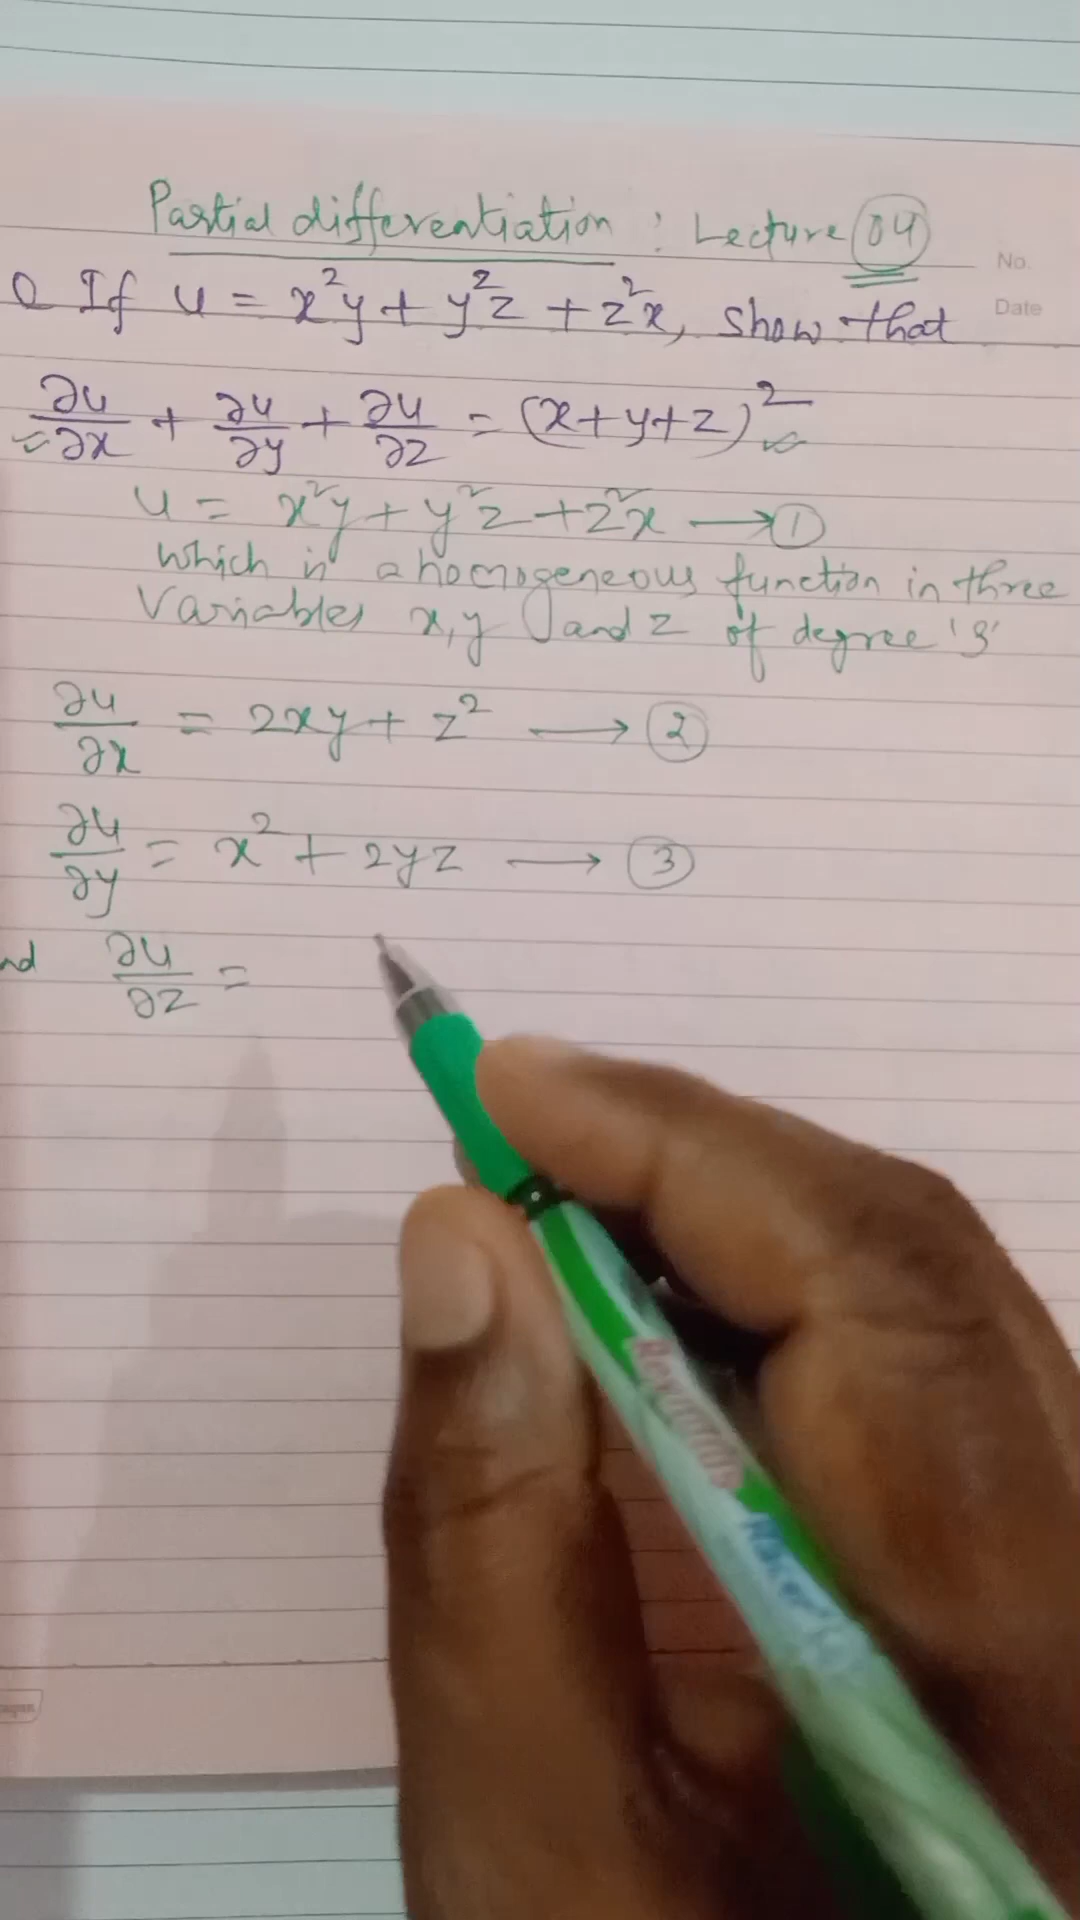 Partial differentiation : Lecture 04
No.
Q If u = x²y + y²z + z²x, show that
Date
∂u/∂x + ∂u/∂y + ∂u/∂z = (x+y+z)²
u = x²y + y²z + z²x → ①
which is a homogeneous function in three
Variables x, y and z of degree '3'
∂u/∂x = 2xy + z² → ②
∂u/∂y = x² + 2yz → ③
nd ∂u/∂z =
Reynolds